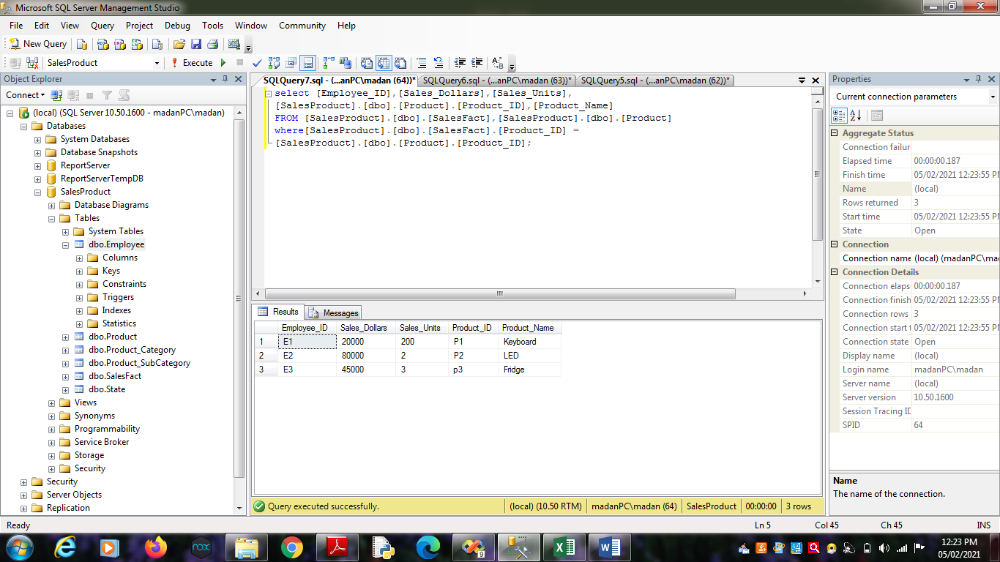 Microsoft SQL Server Management Studio
File Edit View Query Project Debug Tools Window Community Help
New Query
SalesProduct Execute
Object Explorer
Connect
(local) (SQL Server 10.50.1600 - madanPC\madan)
Databases
System Databases
Database Snapshots
ReportServer
ReportServerTempDB
SalesProduct
Database Diagrams
Tables
System Tables
dbo.Employee
Columns
Keys
Constraints
Triggers
Indexes
Statistics
dbo.Product
dbo.Product_Category
dbo.Product_SubCategory
dbo.SalesFact
dbo.State
Views
Synonyms
Programmability
Service Broker
Storage
Security
Security
Server Objects
Replication
SQLQuery7.sql - (...anPC\madan (64))* SQLQuery6.sql - (...anPC\madan (63))* SQLQuery5.sql - (...anPC\madan (62))*
select [Employee_ID],[Sales_Dollars],[Sales_Units],
[SalesProduct].[dbo].[Product].[Product_ID],[Product_Name]
FROM [SalesProduct].[dbo].[SalesFact],[SalesProduct].[dbo].[Product]
where[SalesProduct].[dbo].[SalesFact].[Product_ID] =
[SalesProduct].[dbo].[Product].[Product_ID];
Results Messages
Employee_ID Sales_Dollars Sales_Units Product_ID Product_Name
1 E1 20000 200 P1 Keyboard
2 E2 80000 2 P2 LED
3 E3 45000 3 p3 Fridge
Query executed successfully. (local) (10.50 RTM) madanPC\madan (64) SalesProduct 00:00:00 3 rows
Properties
Current connection parameters
Aggregate Status
Connection failur
Elapsed time 00:00:00.187
Finish time 05/02/2021 12:23:55 PM
Name (local)
Rows returned 3
Start time 05/02/2021 12:23:55 PM
State Open
Connection
Connection name (local) (madanPC\ma
Connection Details
Connection elaps 00:00:00.187
Connection finish 05/02/2021 12:23:55 PM
Connection rows 3
Connection start t 05/02/2021 12:23:55 PM
Connection state Open
Display name (local)
Login name madanPC\madan
Server name (local)
Server version 10.50.1600
Session Tracing ID
SPID 64
Name
The name of the connection.
Ready Ln 5 Col 45 Ch 45 INS
nox
12:23 PM
05/02/2021